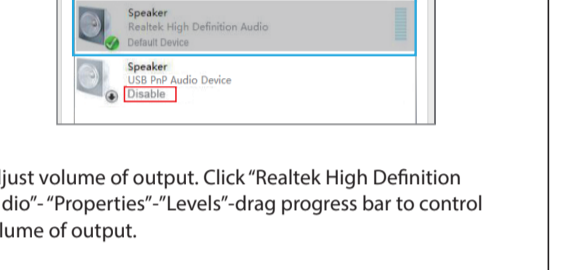 Speaker
Realtek High Definition Audio
Default Device
Speaker
USB PnP Audio Device
Disable
just volume of output. Click “Realtek High Definition
dio”- “Properties”-”Levels”-drag progress bar to control
lume of output.